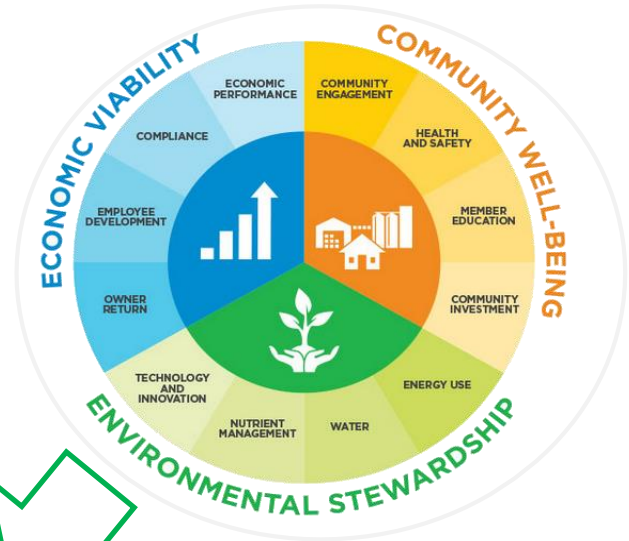 ECONOMIC VIABILITY
COMMUNITY WELL-BEING
ENVIRONMENTAL STEWARDSHIP
ECONOMIC
PERFORMANCE
COMPLIANCE
EMPLOYEE
DEVELOPMENT
OWNER
RETURN
COMMUNITY
ENGAGEMENT
HEALTH
AND SAFETY
MEMBER
EDUCATION
COMMUNITY
INVESTMENT
ENERGY USE
WATER
NUTRIENT
MANAGEMENT
TECHNOLOGY
AND
INNOVATION